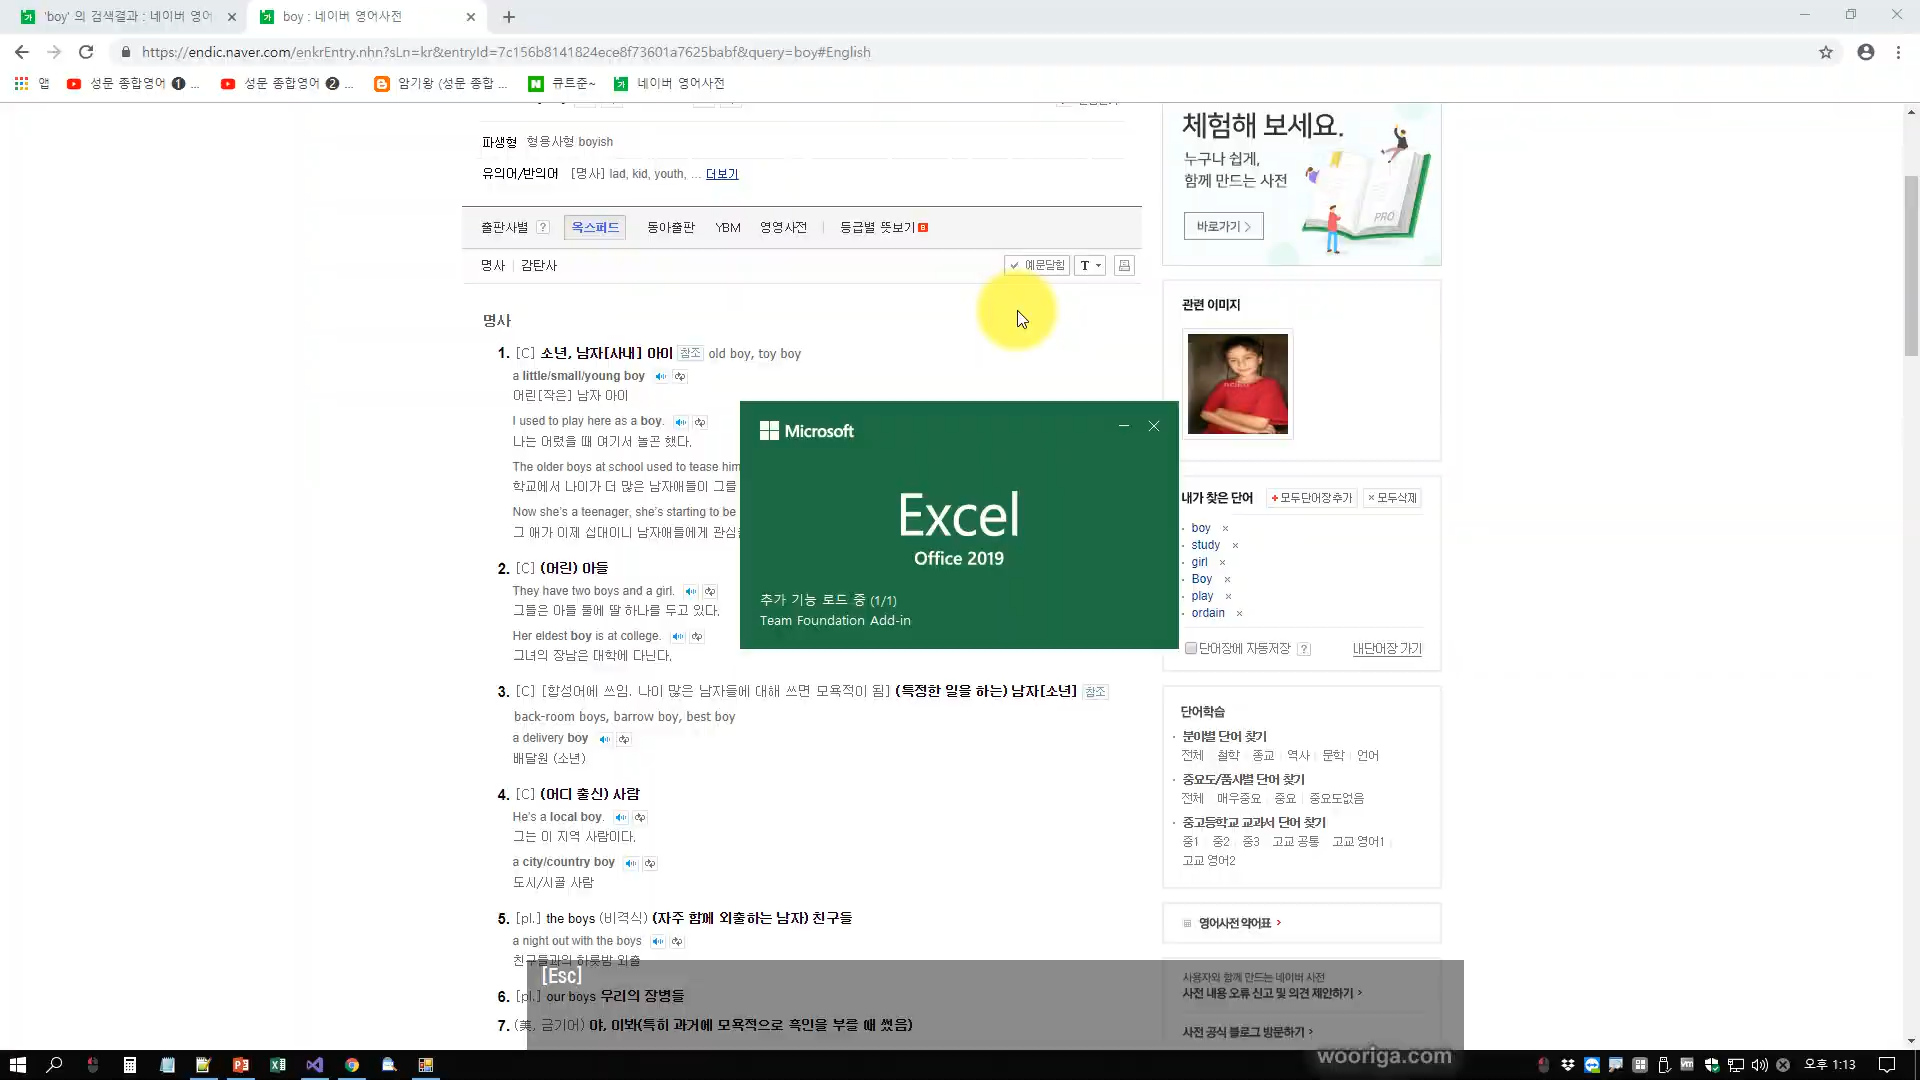 'boy' 의 검색결과 : 네이버 영어
boy : 네이버 영어사전
https://endic.naver.com/enkrEntry.nhn?sLn=kr&entryId=7c156b8141824ece8f73601a7625babf&query=boy#English
앱
성문 종합영어 ❶ ...
성문 종합영어 ❷ ...
암기왕 (성문 종합 ...
큐트준~
네이버 영어사전
파생형 형용사형 boyish
유의어/반의어 [명사] lad, kid, youth, ... 더보기
출판사별 ? 옥스퍼드 동아출판 YBM 영영사전 등급별 뜻보기
명사 감탄사
예문닫힘 T
명사
1. [C] 소년, 남자[사내] 아이 참조 old boy, toy boy
a little/small/young boy
어린[작은] 남자 아이
I used to play here as a boy.
나는 어렸을 때 여기서 놀곤 했다.
The older boys at school used to tease him
학교에서 나이가 더 많은 남자애들이 그를
Now she's a teenager, she's starting to be
그 애가 이제 십대이니 남자애들에게 관심
2. [C] (어린) 아들
They have two boys and a girl.
그들은 아들 둘에 딸 하나를 두고 있다.
Her eldest boy is at college.
그녀의 장남은 대학에 다닌다.
3. [C] [합성어에 쓰임. 나이 많은 남자들에 대해 쓰면 모욕적이 됨] (특정한 일을 하는) 남자[소년] 참조
back-room boys, barrow boy, best boy
a delivery boy
배달원 (소년)
4. [C] (어디 출신) 사람
He's a local boy.
그는 이 지역 사람이다.
a city/country boy
도시/시골 사람
5. [pl.] the boys (비격식) (자주 함께 외출하는 남자) 친구들
a night out with the boys
친구들과의 하룻밤 외출
6. [pl.] our boys 우리의 장병들
7. (美, 금기어) 야, 이봐(특히 과거에 모욕적으로 흑인을 부를 때 썼음)
Microsoft
Excel
Office 2019
추가 기능 로드 중 (1/1)
Team Foundation Add-in
[Esc]
체험해 보세요.
누구나 쉽게,
함께 만드는 사전
바로가기 >
PRO
관련 이미지
내가 찾은 단어 + 모두단어장추가 × 모두삭제
boy ×
study ×
girl ×
Boy ×
play ×
ordain ×
단어장에 자동저장 ? 내단어장 가기
단어학습
분야별 단어 찾기
전체 철학 종교 역사 문학 언어
중요도/품사별 단어 찾기
전체 매우중요 중요 중요도없음
중고등학교 교과서 단어 찾기
중1 중2 중3 고교 공통 고교 영어1
고교 영어2
영어사전 약어표 >
사용자와 함께 만드는 네이버 사전
사전 내용 오류 신고 및 의견 제안하기 >
사전 공식 블로그 방문하기 >
wooriga.com
오후 1:13